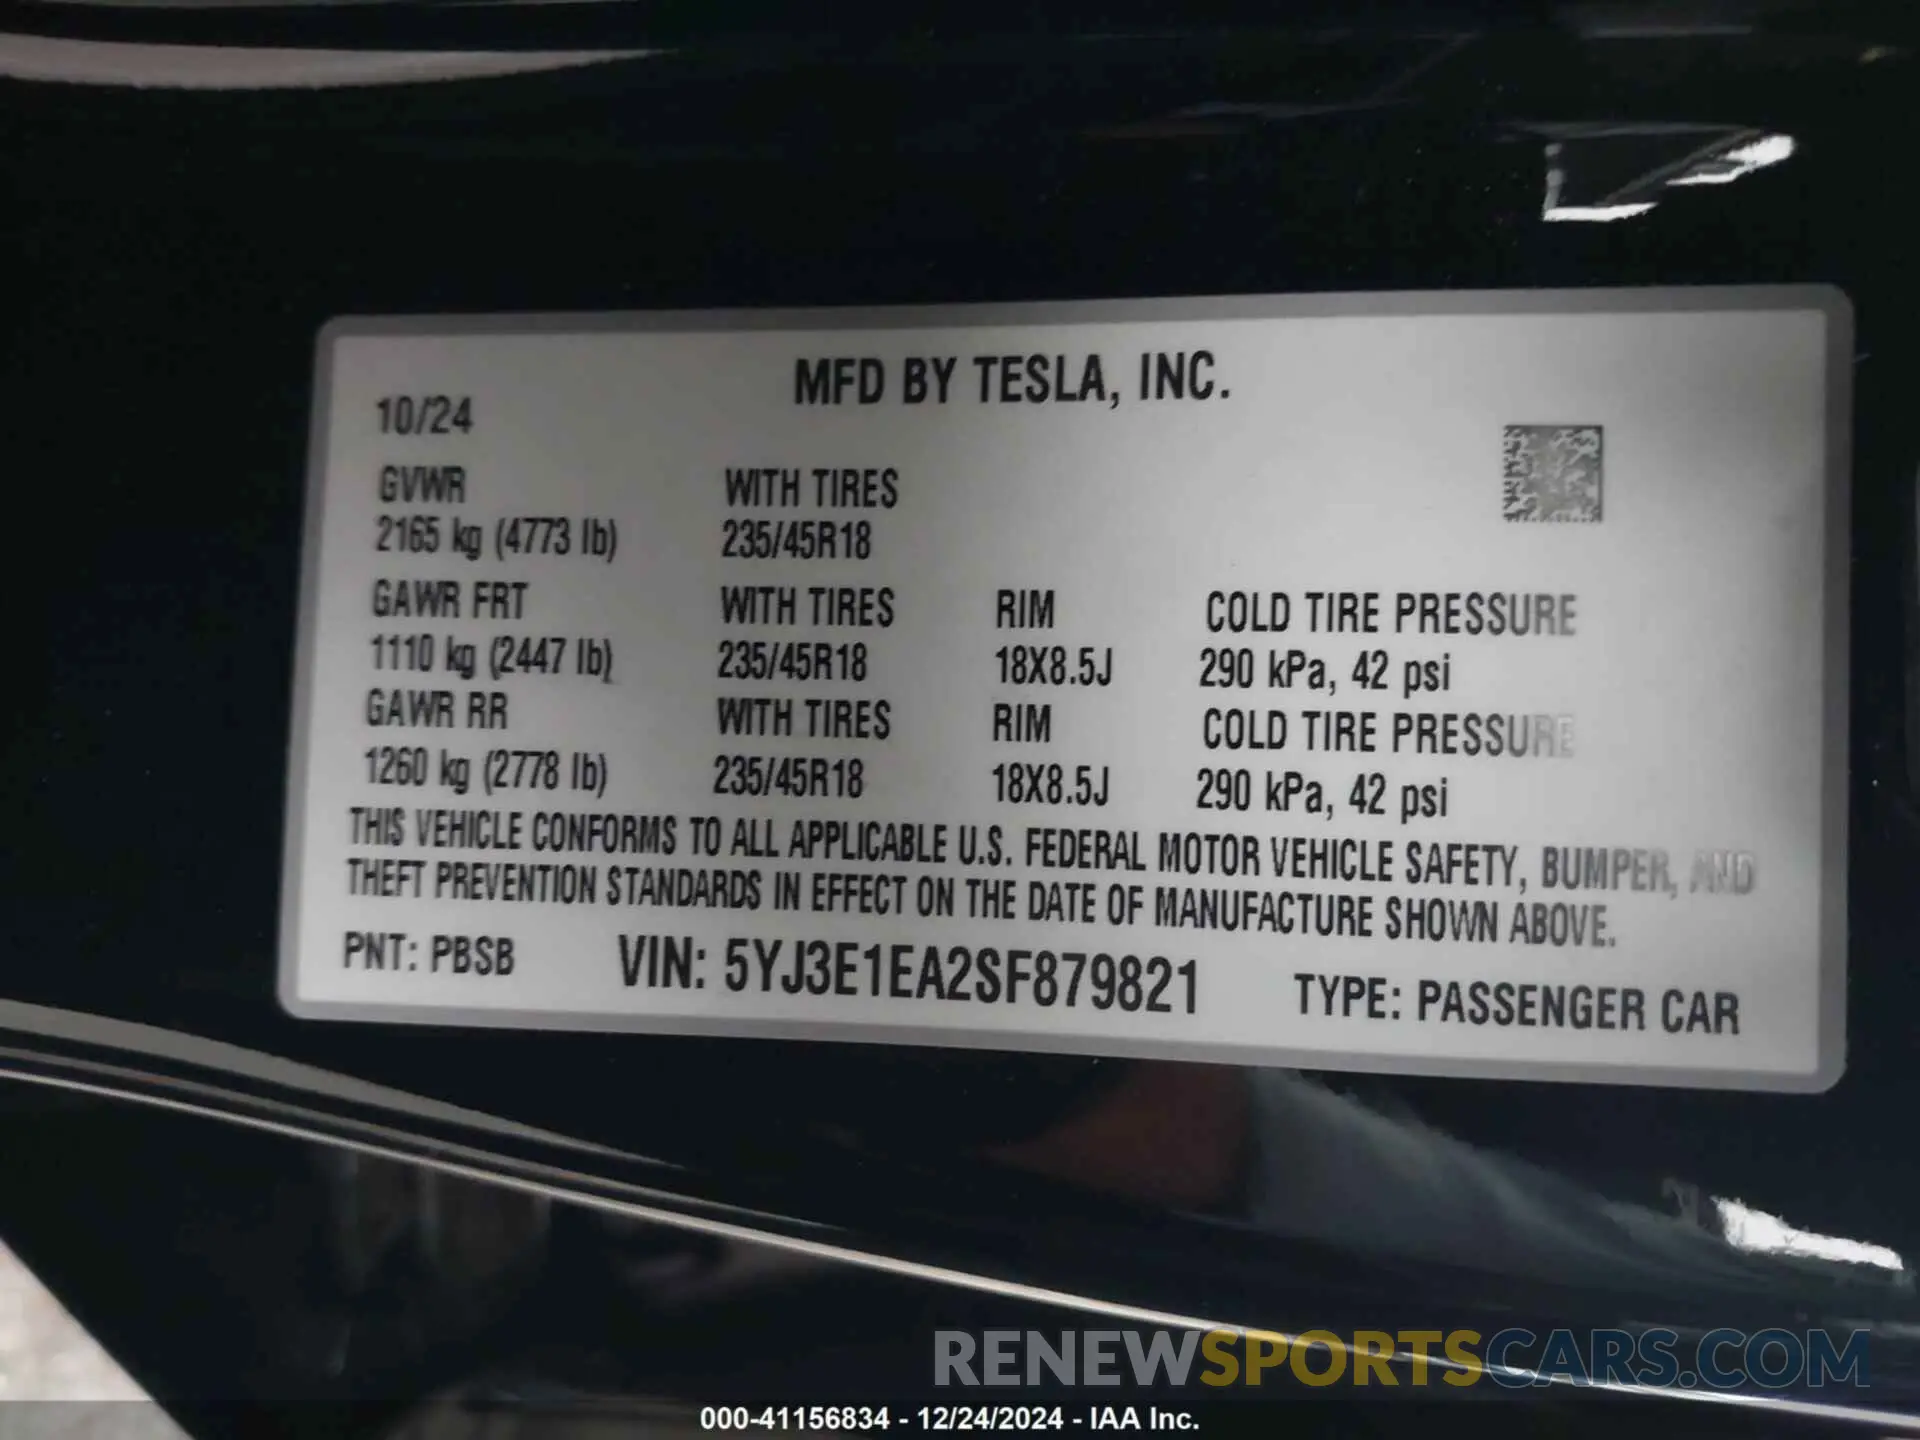 MFD BY TESLA, INC.
10/24
GVWR WITH TIRES
2165 kg (4773 lb) 235/45R18
GAWR FRT WITH TIRES RIM COLD TIRE PRESSURE
1110 kg (2447 lb) 235/45R18 18X8.5J 290 kPa, 42 psi
GAWR RR WITH TIRES RIM COLD TIRE PRESSURE
1260 kg (2778 lb) 235/45R18 18X8.5J 290 kPa, 42 psi
THIS VEHICLE CONFORMS TO ALL APPLICABLE U.S. FEDERAL MOTOR VEHICLE SAFETY, BUMPER, AND
THEFT PREVENTION STANDARDS IN EFFECT ON THE DATE OF MANUFACTURE SHOWN ABOVE.
PNT: PBSB VIN: 5YJ3E1EA2SF879821 TYPE: PASSENGER CAR
RENEWSPORTSCARS.COM
000-41156834 - 12/24/2024 - IAA Inc.